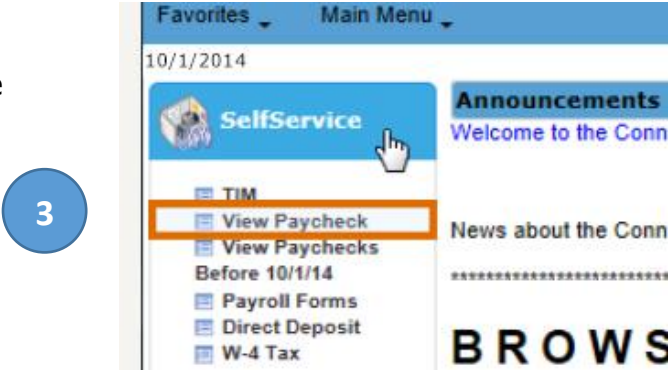 Favorites Main Menu
10/1/2014
e
SelfService
3
TIM
View Paycheck
View Paychecks
Before 10/1/14
Payroll Forms
Direct Deposit
W-4 Tax
Announcements
Welcome to the Conn
News about the Conn
****************************
BROWS